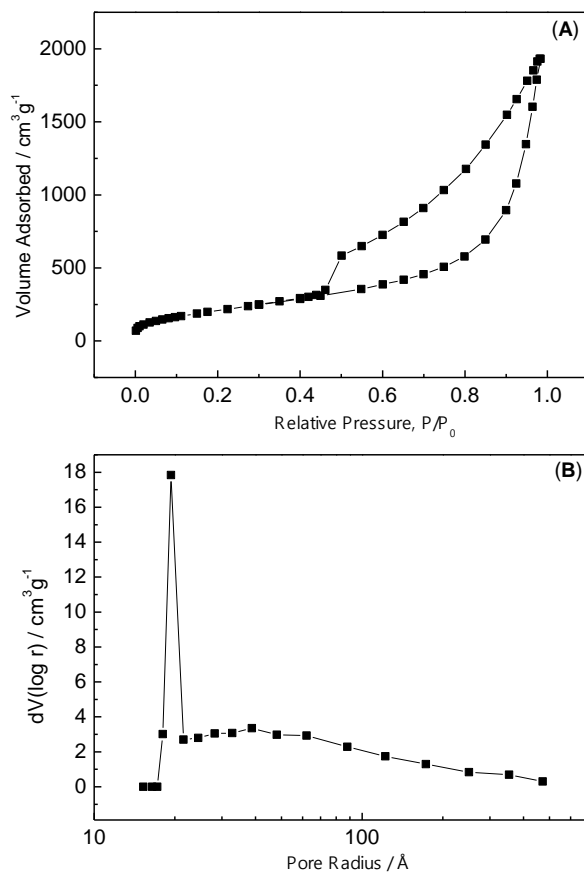 (A)
2000
1500
1000
500
0
Volume Adsorbed / cm³g⁻¹
0.0 0.2 0.4 0.6 0.8 1.0
Relative Pressure, P/P₀
(B)
18
16
14
12
10
8
6
4
2
0
dV(log r) / cm³g⁻¹
10 100
Pore Radius / Å